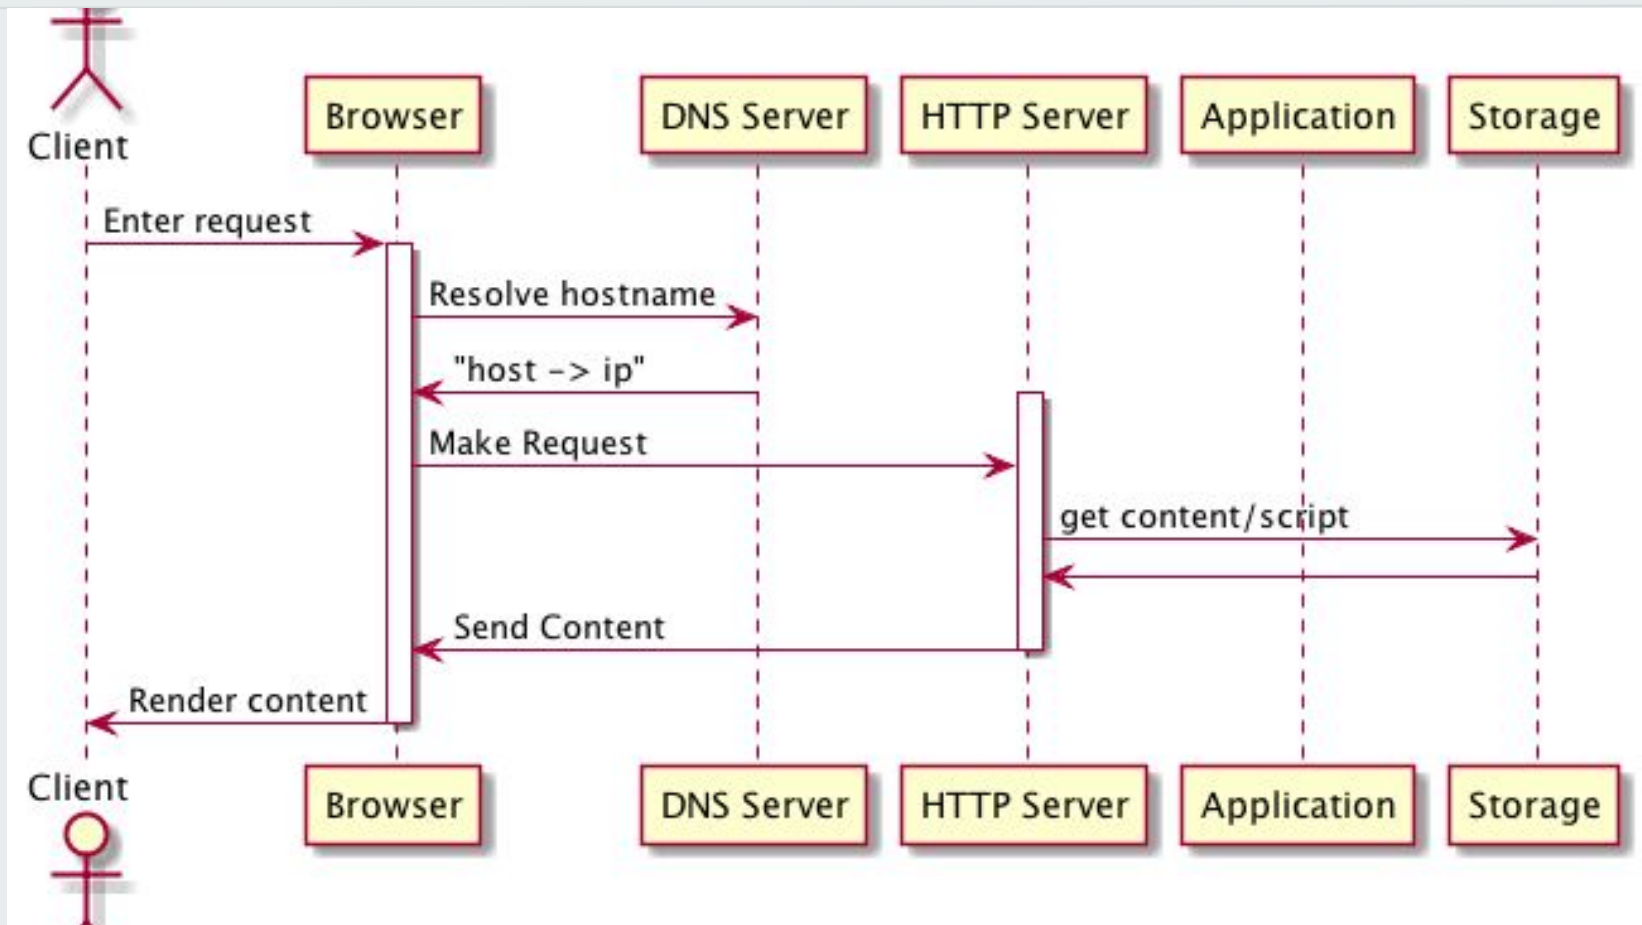 Client
Browser
DNS Server
HTTP Server
Application
Storage
Enter request
Resolve hostname
"host -> ip"
Make Request
get content/script
Send Content
Render content
Client
Browser
DNS Server
HTTP Server
Application
Storage